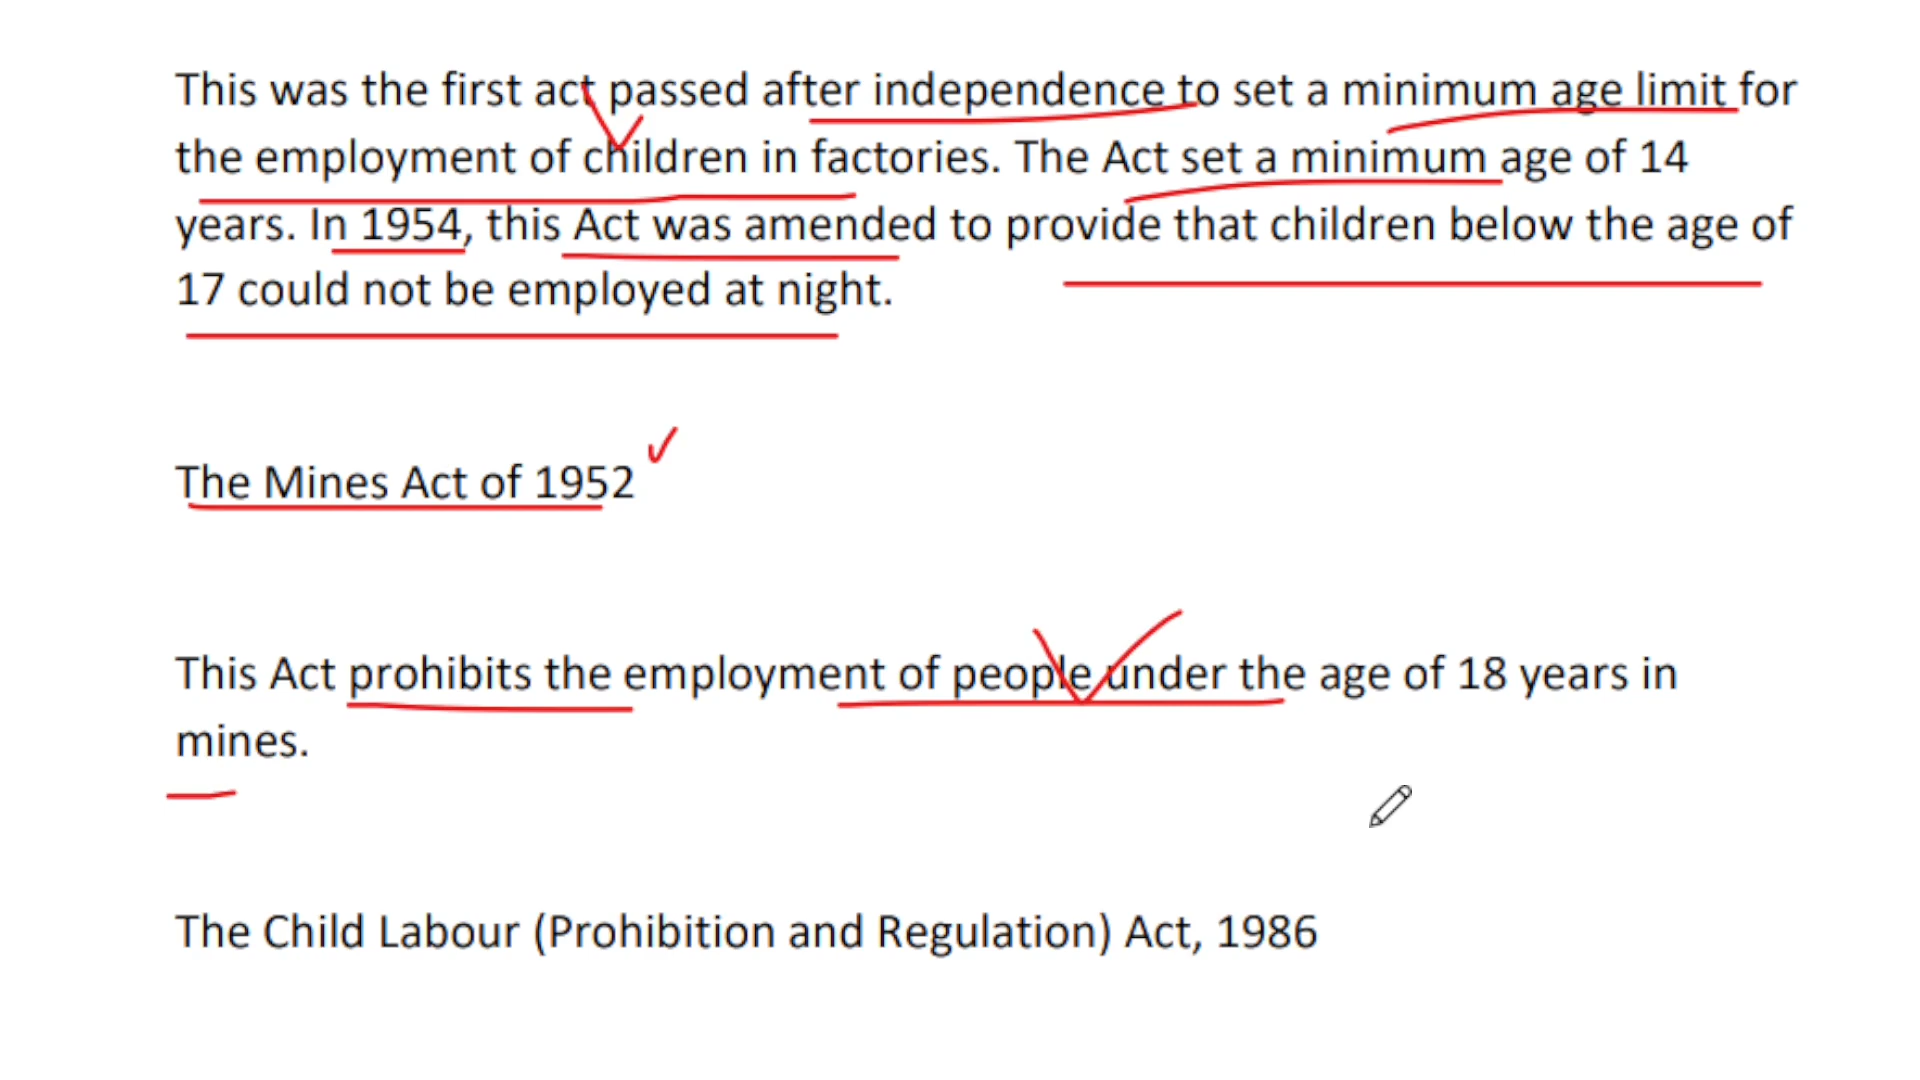 This was the first act passed after independence to set a minimum age limit for
the employment of children in factories. The Act set a minimum age of 14
years. In 1954, this Act was amended to provide that children below the age of
17 could not be employed at night.
The Mines Act of 1952
This Act prohibits the employment of people under the age of 18 years in
mines.
The Child Labour (Prohibition and Regulation) Act, 1986